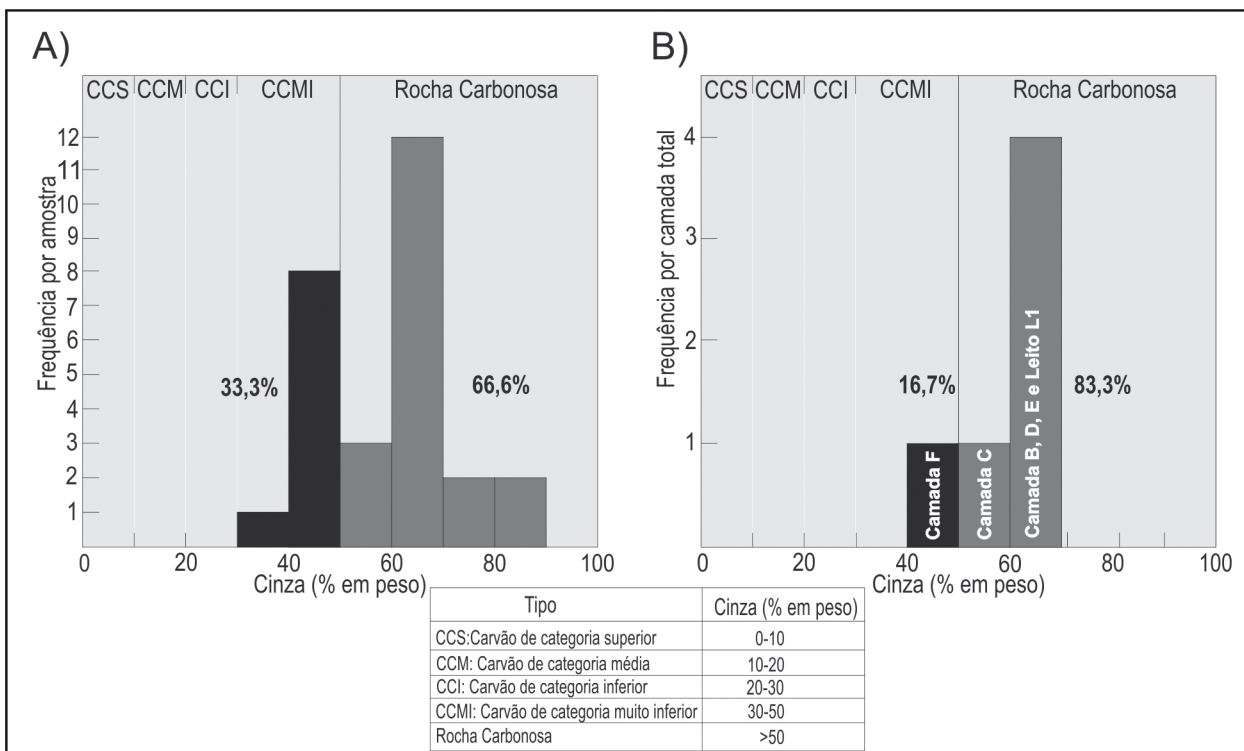 A)
CCS CCM CCI CCMI Rocha Carbonosa
Frequência por amostra
12
11
10
9
8
7
6
5
4
3
2
1
33,3%
66,6%
0 20 40 60 80 100
Cinza (% em peso)
B)
CCS CCM CCI CCMI Rocha Carbonosa
Frequência por camada total
4
3
2
1
16,7%
83,3%
Camada F
Camada C
Camada B, D, E e Leito L1
0 20 40 60 80 100
Cinza (% em peso)
Tipo Cinza (% em peso)
CCS:Carvão de categoria superior 0-10
CCM: Carvão de categoria média 10-20
CCI: Carvão de categoria inferior 20-30
CCMI: Carvão de categoria muito inferior 30-50
Rocha Carbonosa >50